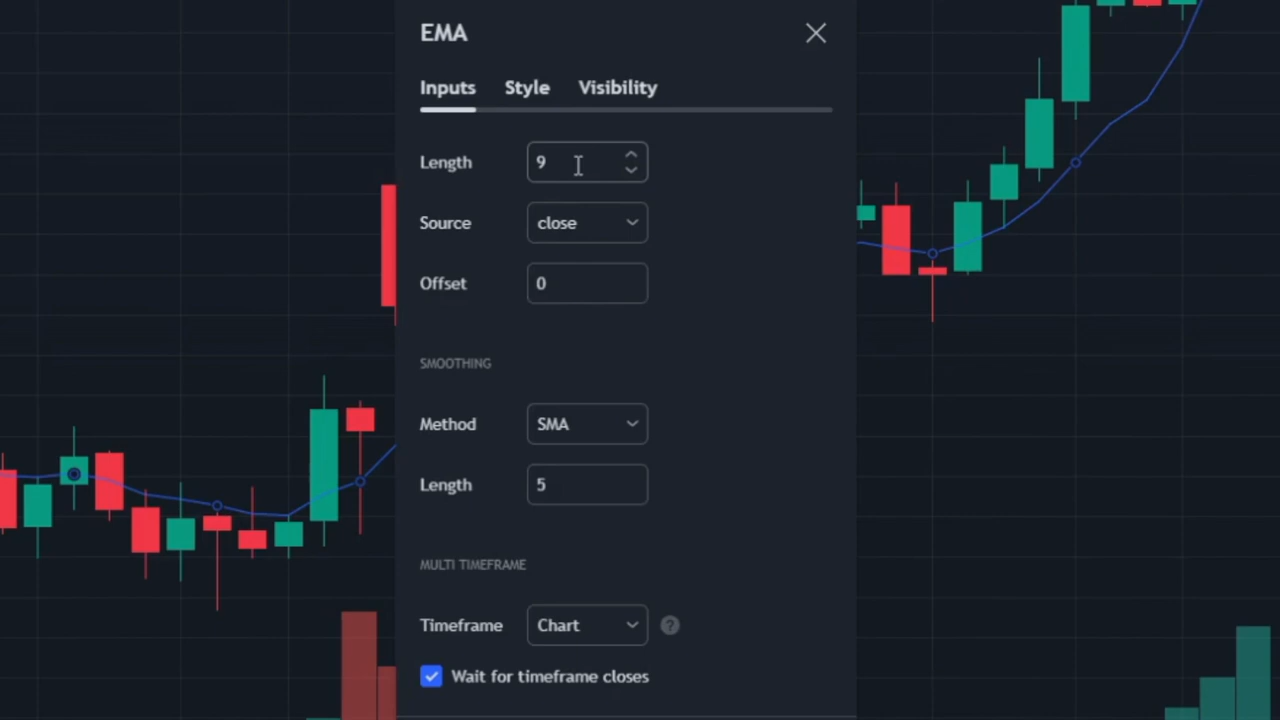 EMA
Inputs Style Visibility
Length 9
Source close
Offset 0
SMOOTHING
Method SMA
Length 5
MULTI TIMEFRAME
Timeframe Chart ?
Wait for timeframe closes